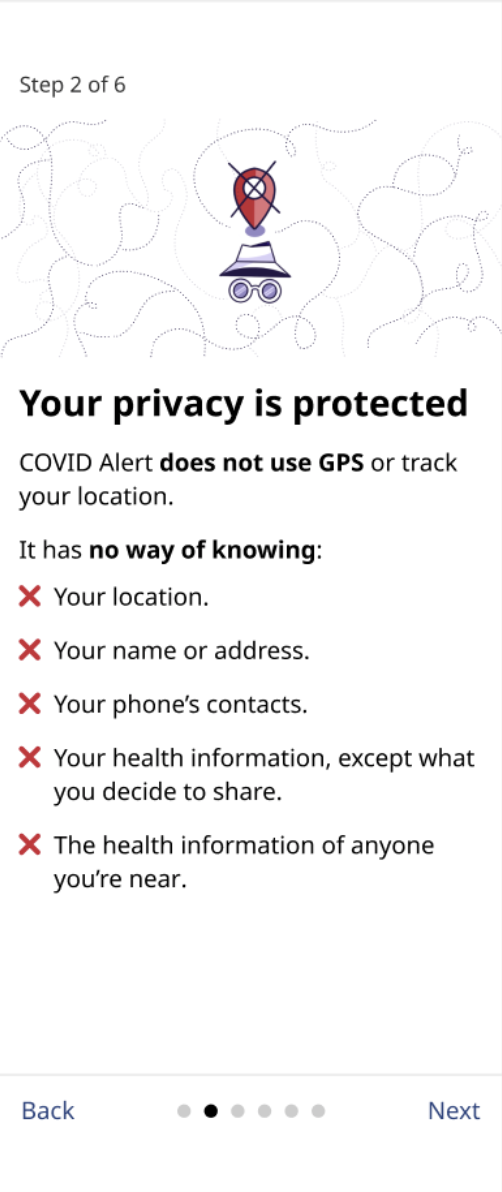 Step 2 of 6
Your privacy is protected
COVID Alert does not use GPS or track
your location.
It has no way of knowing:
Your location.
Your name or address.
Your phone’s contacts.
Your health information, except what
you decide to share.
The health information of anyone
you’re near.
Back
Next